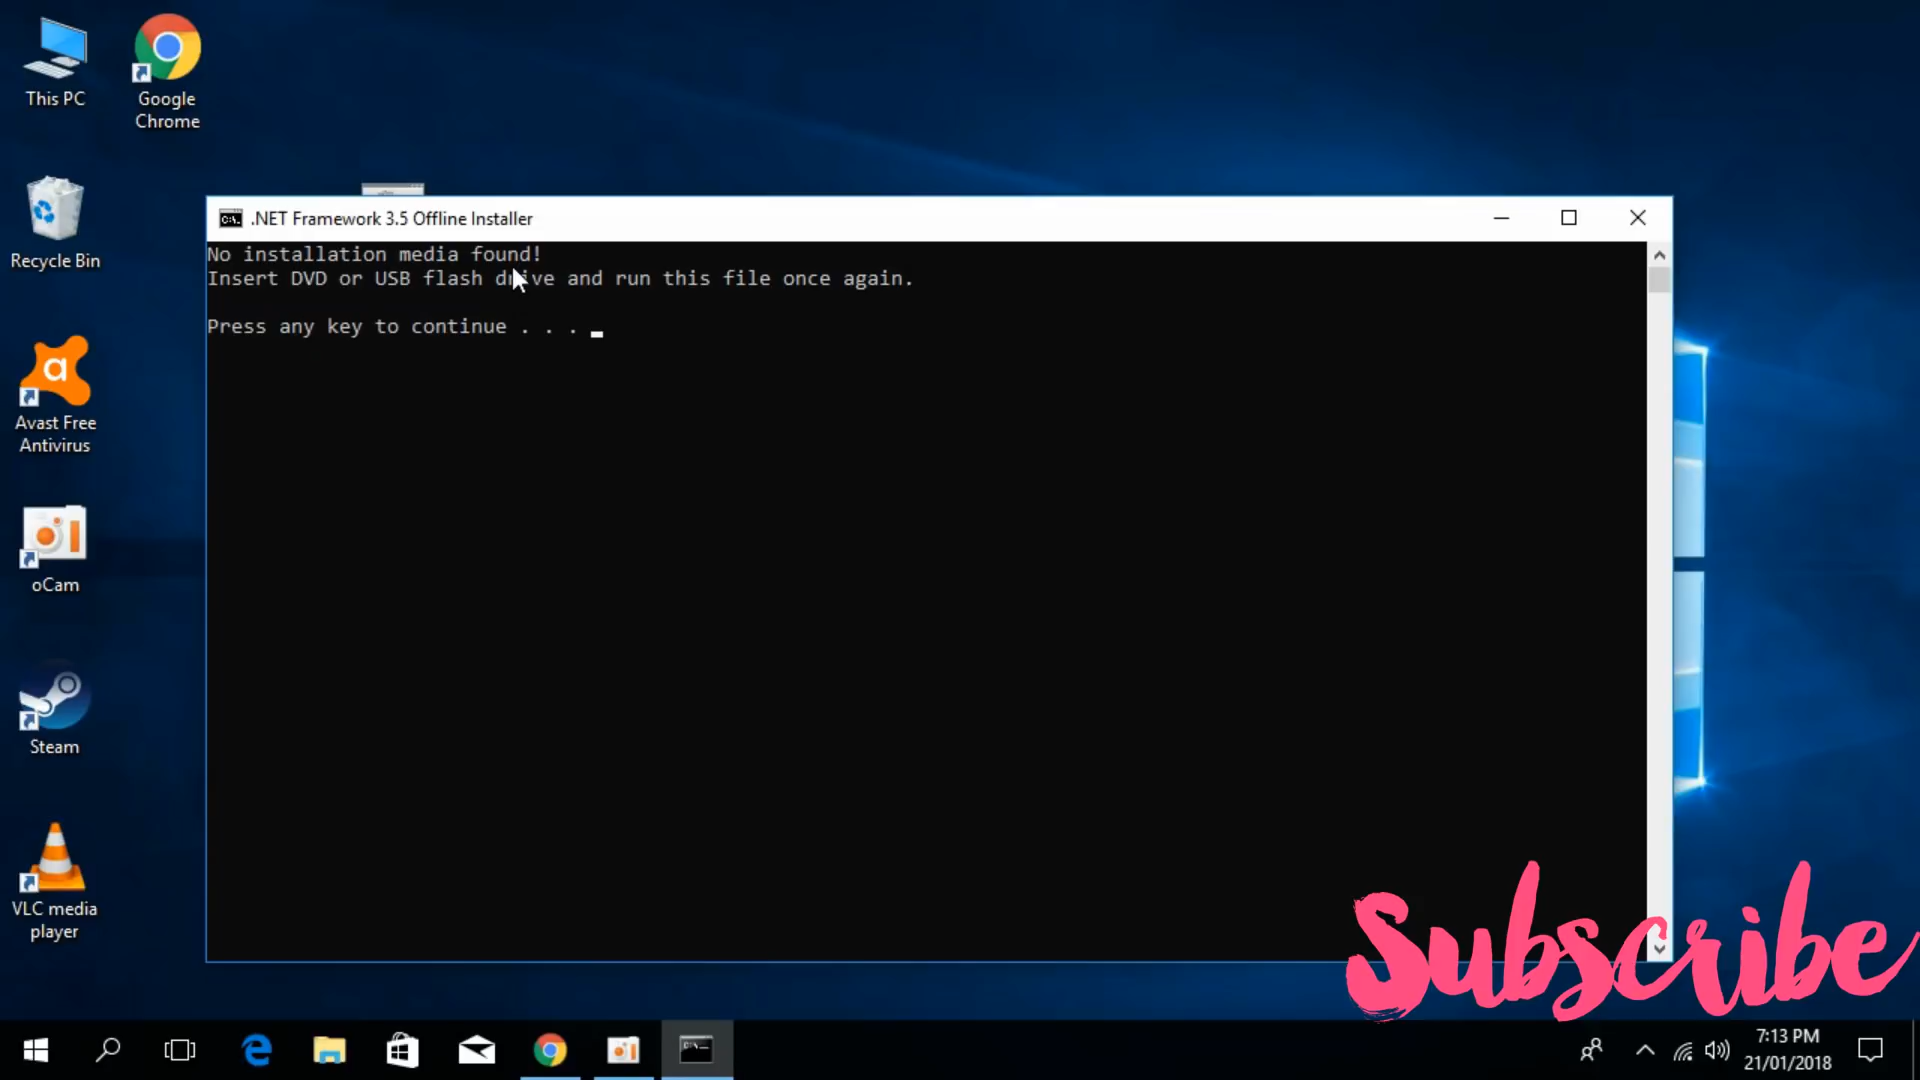 This PC
Google
Chrome
Recycle Bin
Avast Free
Antivirus
oCam
Steam
VLC media
player
.NET Framework 3.5 Offline Installer
No installation media found!
Insert DVD or USB flash drive and run this file once again.
Press any key to continue . . .
Subscribe
7:13 PM
21/01/2018